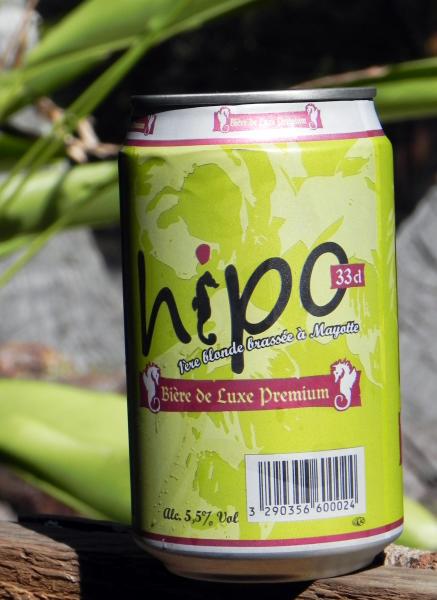 Bière de Luxe Premium
hipo
33cl
1ère blonde brassée à Mayotte
Bière de Luxe Premium
Alc. 5,5% Vol
3 290356 600024